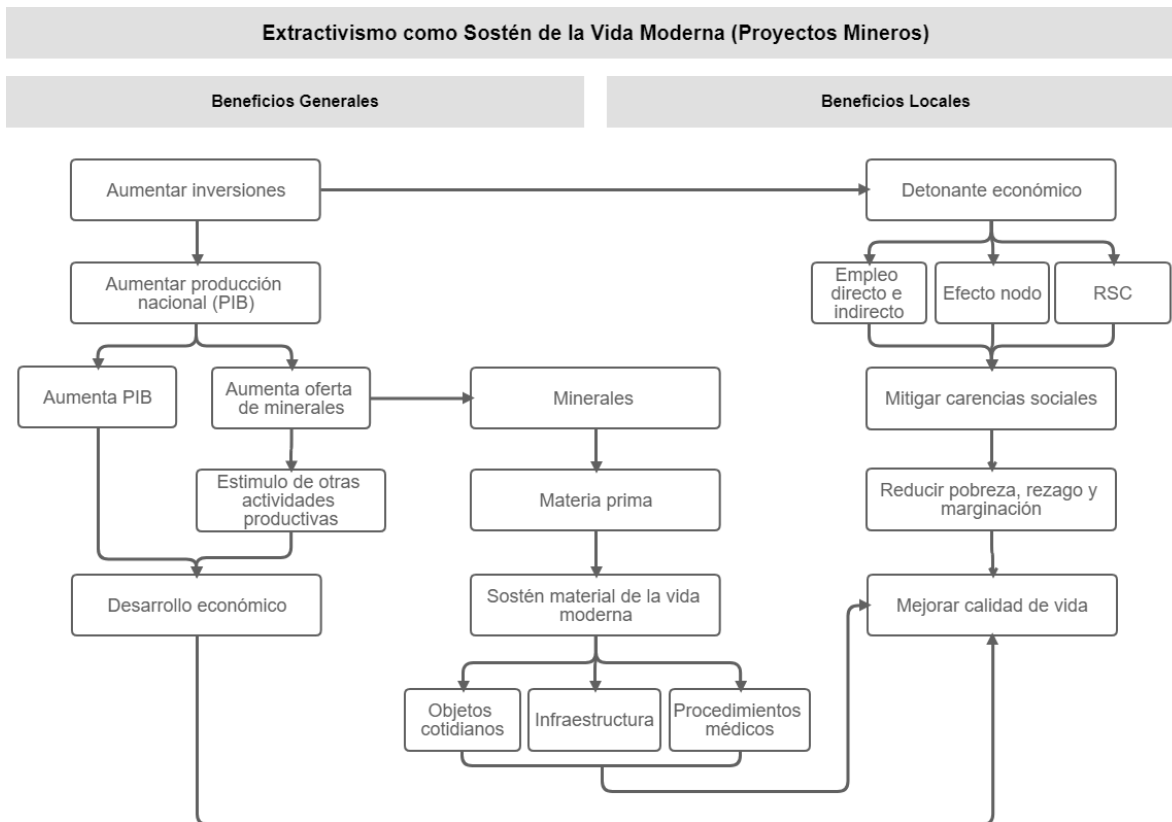 Extractivismo como Sostén de la Vida Moderna (Proyectos Mineros)
Beneficios Generales
Beneficios Locales
Aumentar inversiones
Detonante económico
Aumentar producción
nacional (PIB)
Empleo
directo e
indirecto
Efecto nodo
RSC
Aumenta PIB
Aumenta oferta
de minerales
Minerales
Mitigar carencias sociales
Estimulo de otras
actividades
productivas
Materia prima
Reducir pobreza, rezago y
marginación
Desarrollo económico
Sostén material de la vida
moderna
Mejorar calidad de vida
Objetos
cotidianos
Infraestructura
Procedimientos
médicos